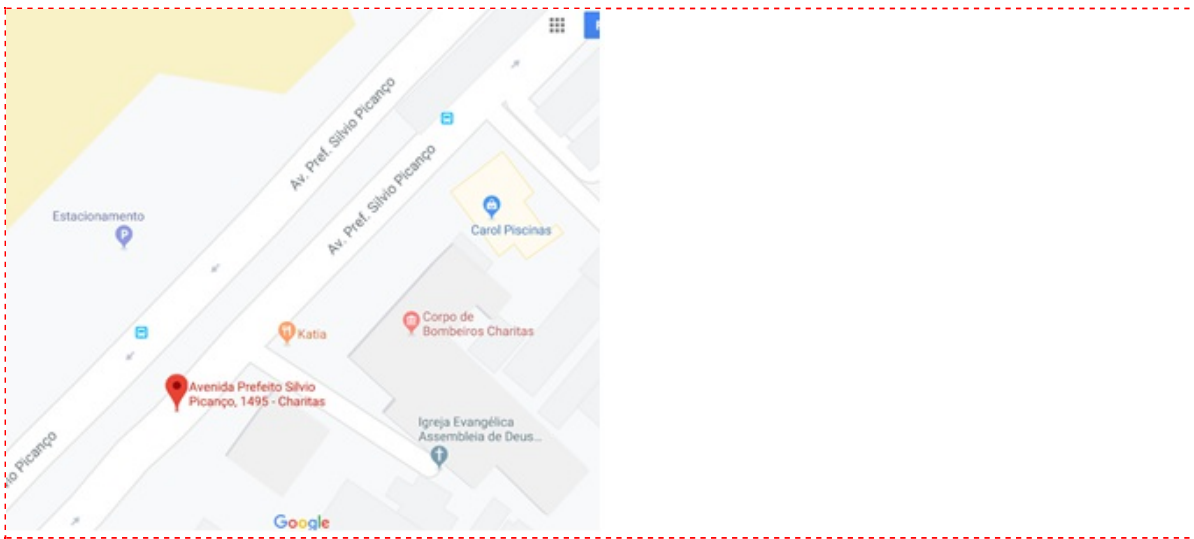 Av. Pref. Silvio Picanço
Av. Pref. Silvio Picanço
Estacionamento
P
Carol Piscinas
Corpo de
Bombeiros Charitas
Katia
Avenida Prefeito Silvio
Picanço, 1495 - Charitas
Igreja Evangélica
Assembleia de Deus...
io Picanço
Google